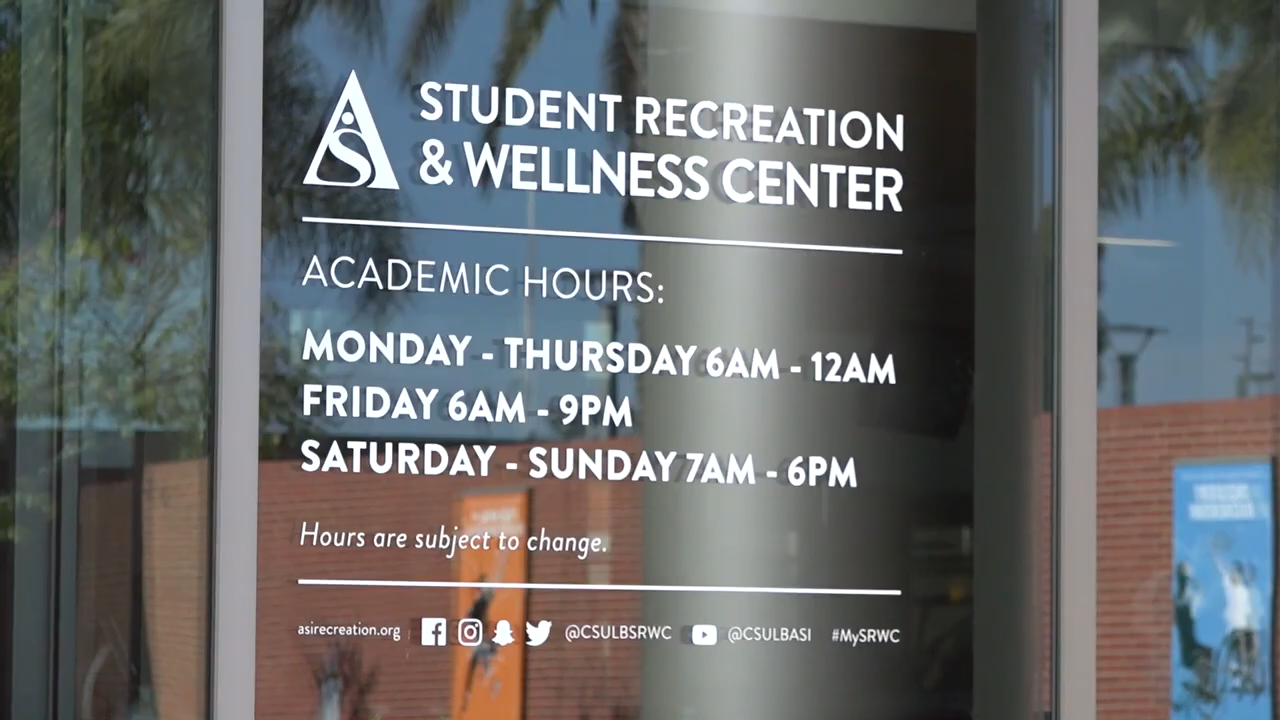 AS
STUDENT RECREATION
& WELLNESS CENTER
ACADEMIC HOURS:
MONDAY - THURSDAY 6AM - 12AM
FRIDAY 6AM - 9PM
SATURDAY - SUNDAY 7AM - 6PM
Hours are subject to change.
asirecreation.org @CSULBSRWC @CSULBASI #MySRWC